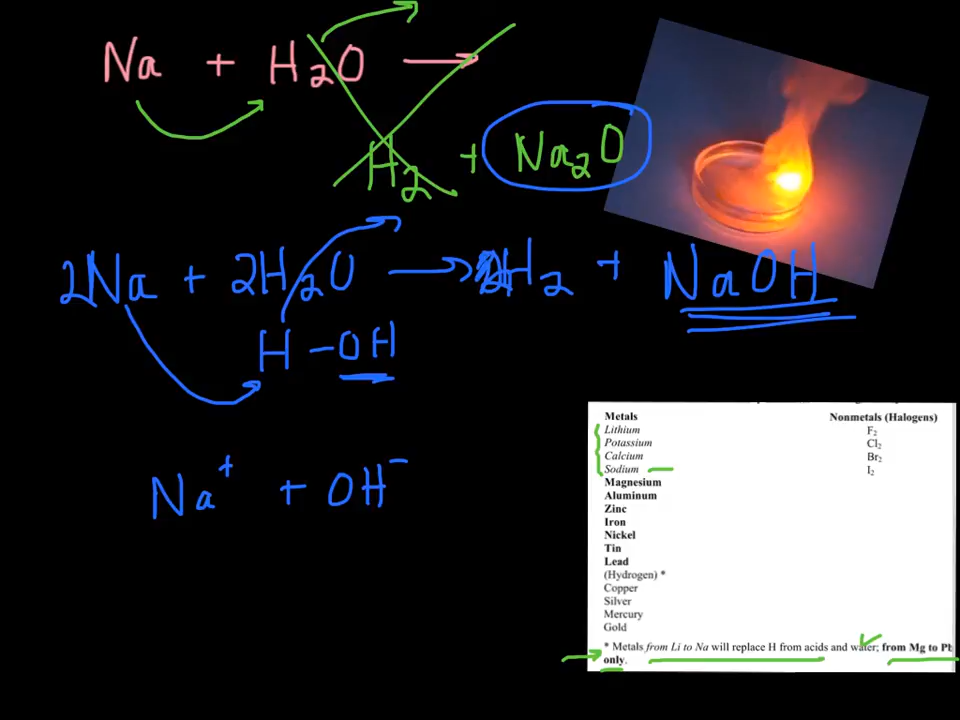 Na + H2O →
H2 + Na2O
2Na + 2H2O → H2 + NaOH
H - OH
Na+ + OH-
Metals Nonmetals (Halogens)
Lithium F2
Potassium Cl2
Calcium Br2
Sodium I2
Magnesium
Aluminum
Zinc
Iron
Nickel
Tin
Lead
(Hydrogen) *
Copper
Silver
Mercury
Gold
* Metals from Li to Na will replace H from acids and water; from Mg to Pb
only.